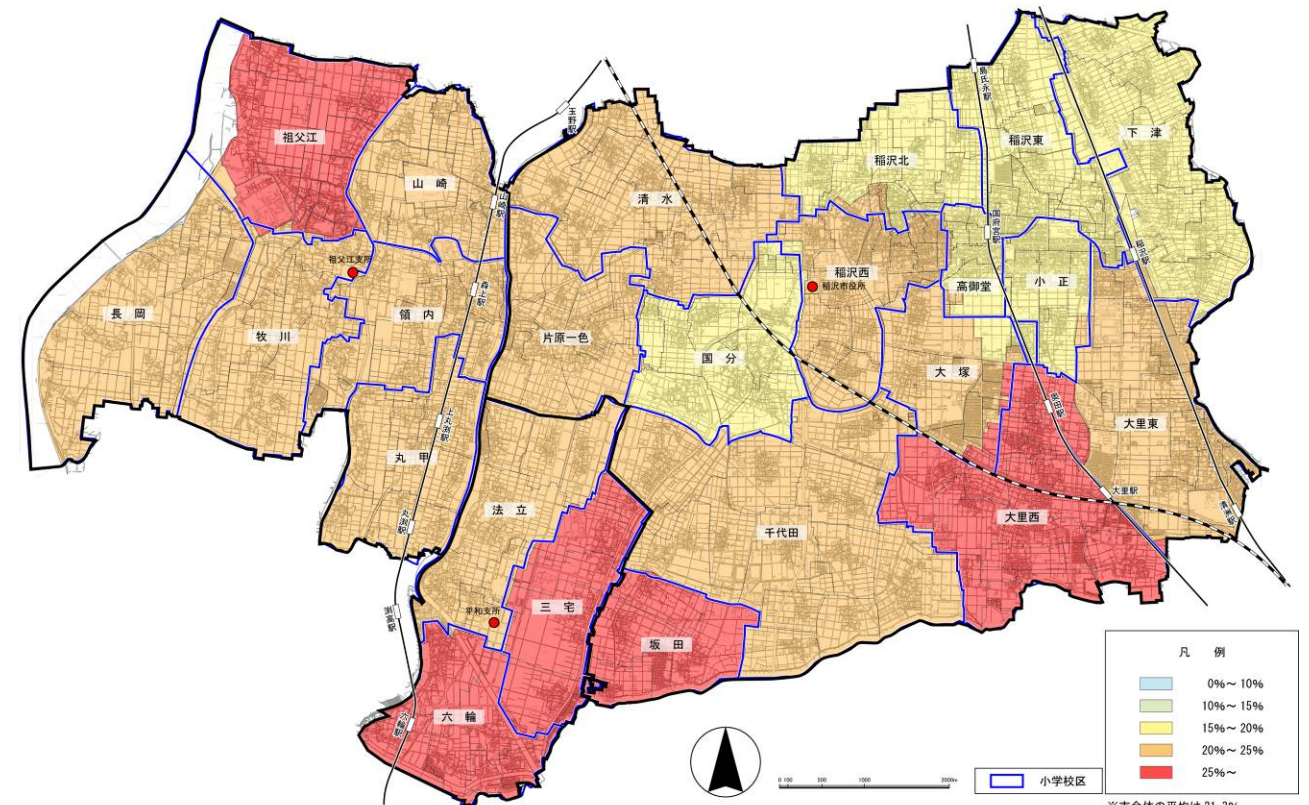 祖父江
山崎
玉野駅
山崎駅
清水
稲沢北
島氏永駅
稲沢東
下津
国府宮駅
稲沢駅
祖父江支所
森上駅
長岡
牧川
領内
片原一色
国分
稲沢西
稲沢市役所
高御堂
小正
大塚
奥田駅
大里東
上丸渕駅
丸甲
丸渕駅
法立
千代田
大里西
大里駅
清洲駅
三宅
平和支所
坂田
渕高駅
六輪
六輪駅
凡 例
0%~10%
10%~15%
15%~20%
20%~25%
25%~
0 100 500 1000 2000m
小学校区